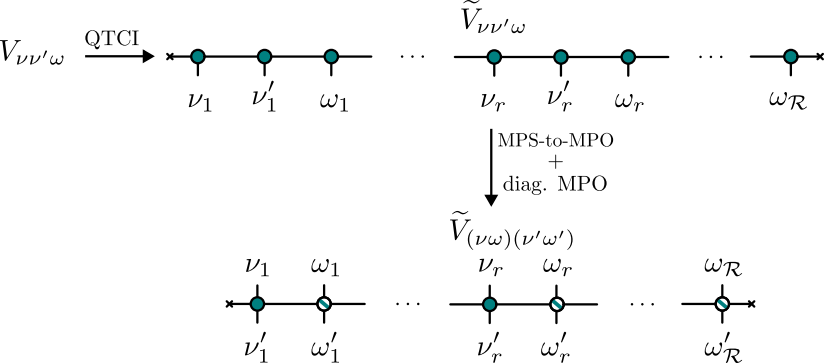 Ṽ_{νν′ω}
V_{νν′ω} QTCI ... ...
ν_1 ν′_1 ω_1 ν_r ν′_r ω_r ω_ℛ
MPS-to-MPO
+
diag. MPO
Ṽ_{(νω)(ν′ω′)}
ν_1 ω_1 ν_r ω_r ω_ℛ
... ...
ν′_1 ω′_1 ν′_r ω′_r ω′_ℛ